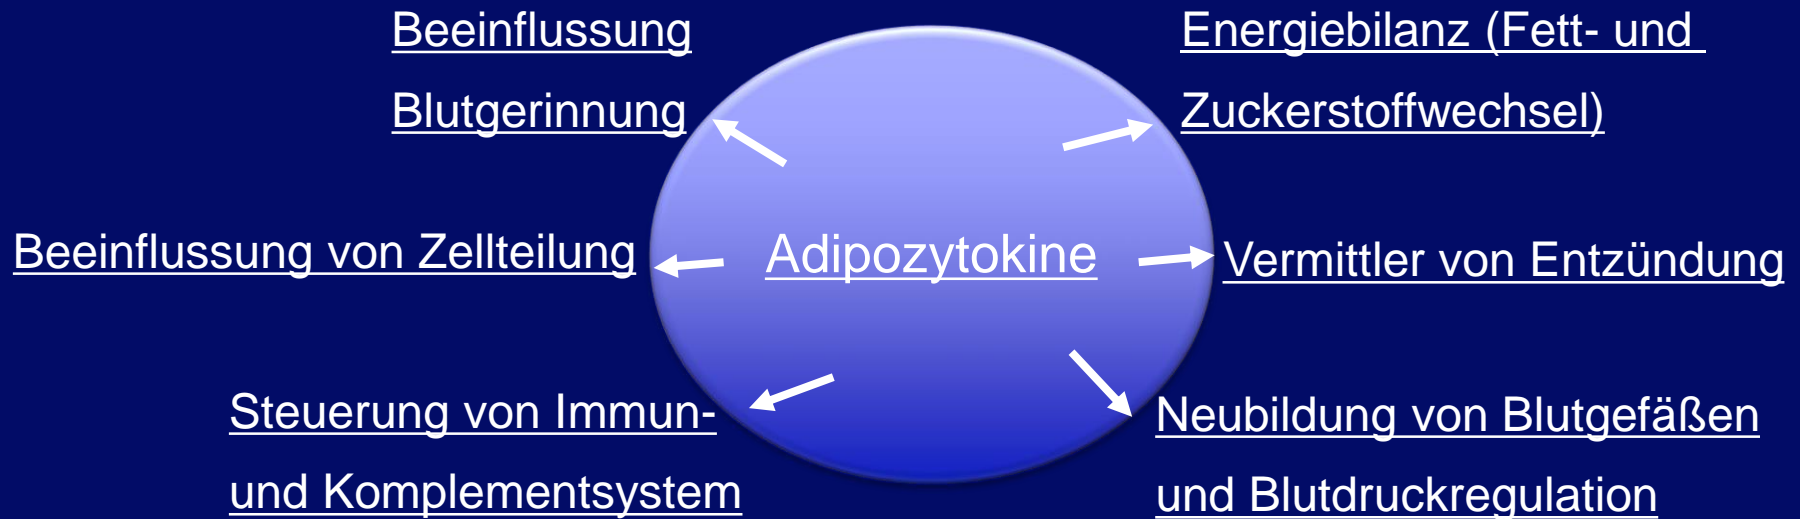 Beeinflussung
Blutgerinnung
Energiebilanz (Fett- und
Zuckerstoffwechsel)
Beeinflussung von Zellteilung
Adipozytokine
Vermittler von Entzündung
Steuerung von Immun-
und Komplementsystem
Neubildung von Blutgefäßen
und Blutdruckregulation